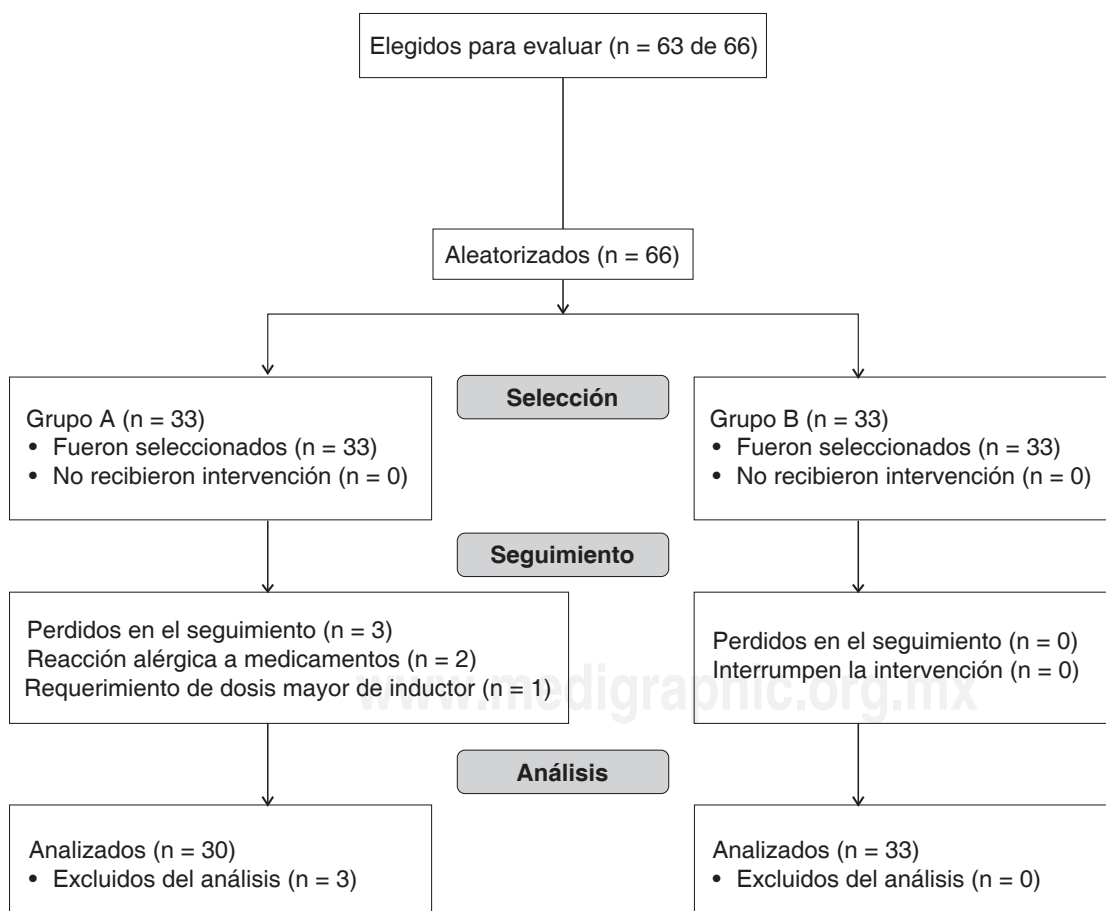 Elegidos para evaluar (n = 63 de 66)
Aleatorizados (n = 66)
Selección
Grupo A (n = 33)
• Fueron seleccionados (n = 33)
• No recibieron intervención (n = 0)
Grupo B (n = 33)
• Fueron seleccionados (n = 33)
• No recibieron intervención (n = 0)
Seguimiento
Perdidos en el seguimiento (n = 3)
Reacción alérgica a medicamentos (n = 2)
Requerimiento de dosis mayor de inductor (n = 1)
Perdidos en el seguimiento (n = 0)
Interrumpen la intervención (n = 0)
www.medigraphic.org.mx
Análisis
Analizados (n = 30)
• Excluidos del análisis (n = 3)
Analizados (n = 33)
• Excluidos del análisis (n = 0)